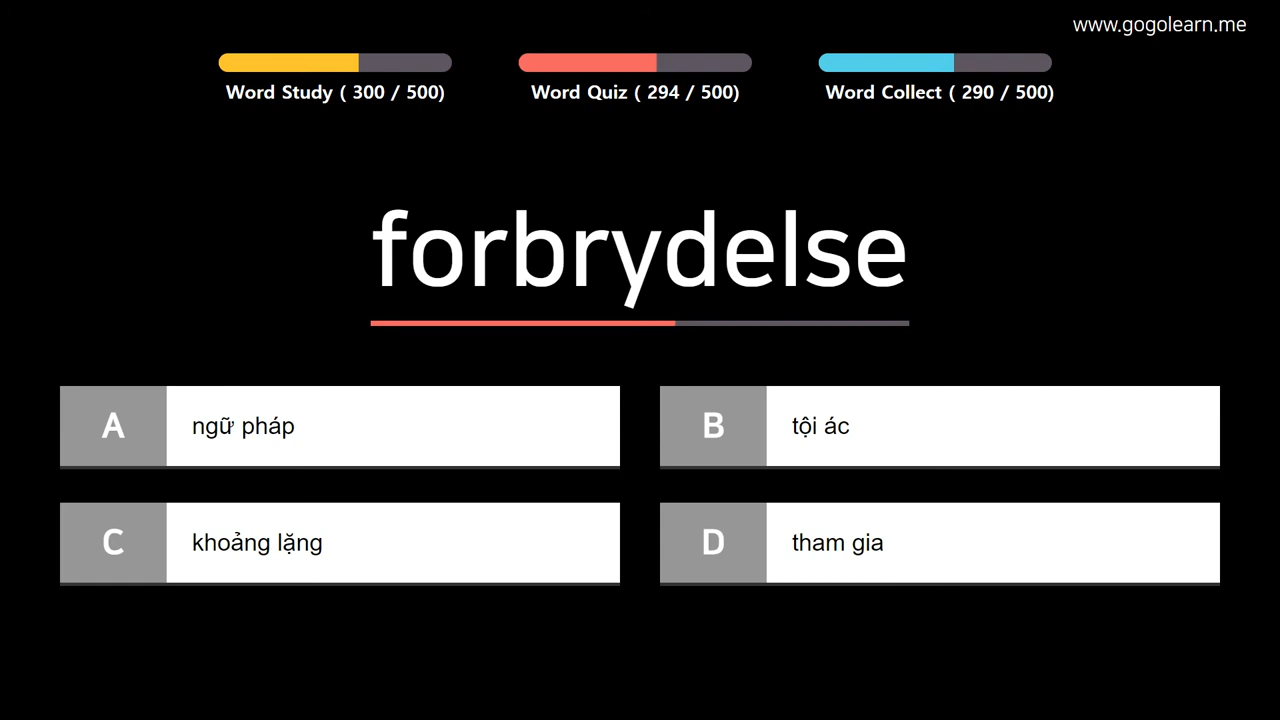 www.gogolearn.me
Word Study ( 300 / 500)
Word Quiz ( 294 / 500)
Word Collect ( 290 / 500)
forbrydelse
A
ngữ pháp
B
tội ác
C
khoảng lặng
D
tham gia